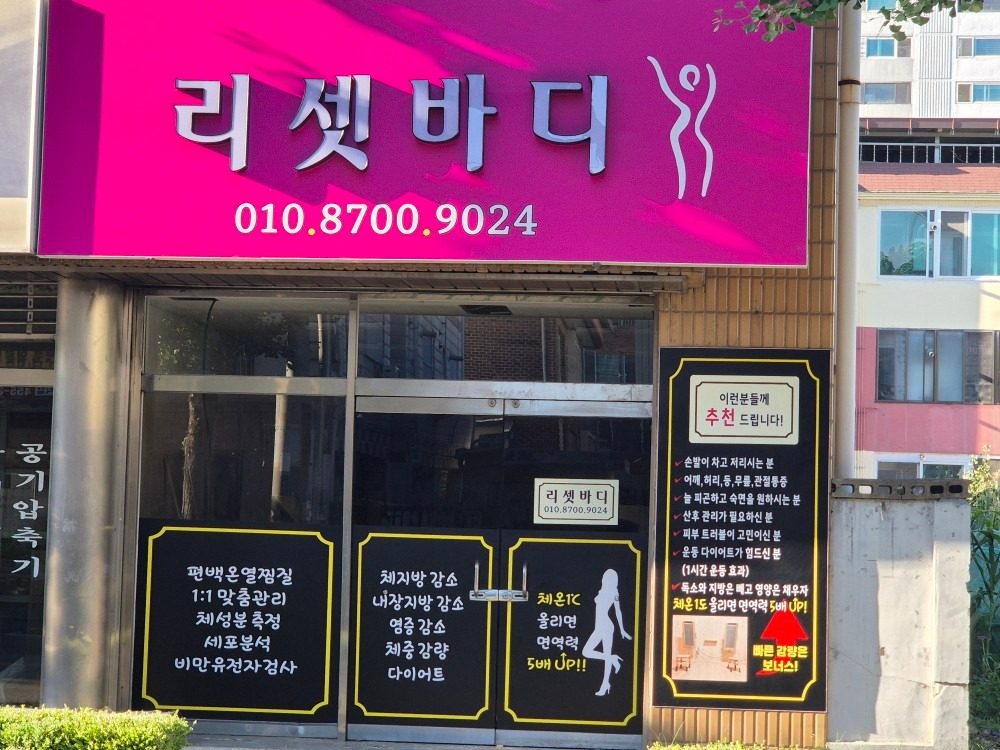 리셋바디
010.8700.9024
공기압축기
리셋바디
010.8700.9024
편백온열찜질
1:1 맞춤관리
체성분측정
세포분석
비만유전자검사
체지방 감소
내장지방 감소
염증 감소
체중 감량
다이어트
체온1℃
올리면
면역력
5배 UP!!
이런분들께
추천 드립니다!
손발이 차고 저리시는 분
어깨,허리,등,무릎,관절통증
늘 피곤하고 숙면을 원하시는 분
산후 관리가 필요하신 분
피부 트러블이 고민이신 분
운동 다이어트가 힘드신 분
(1시간 운동 효과)
독소와 지방은 빼고 영양은 채우자
체온1도 올리면 면역력 5배 UP!
빠른 감량은
보너스!